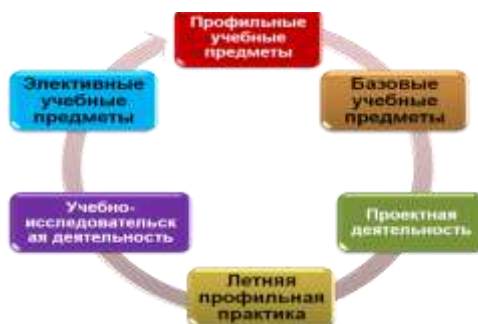 Профильные
учебные
предметы
Базовые
учебные
предметы
Проектная
деятельность
Летняя
профильная
практика
Учебно-
исследовательск
ая деятельность
Элективные
учебные
предметы